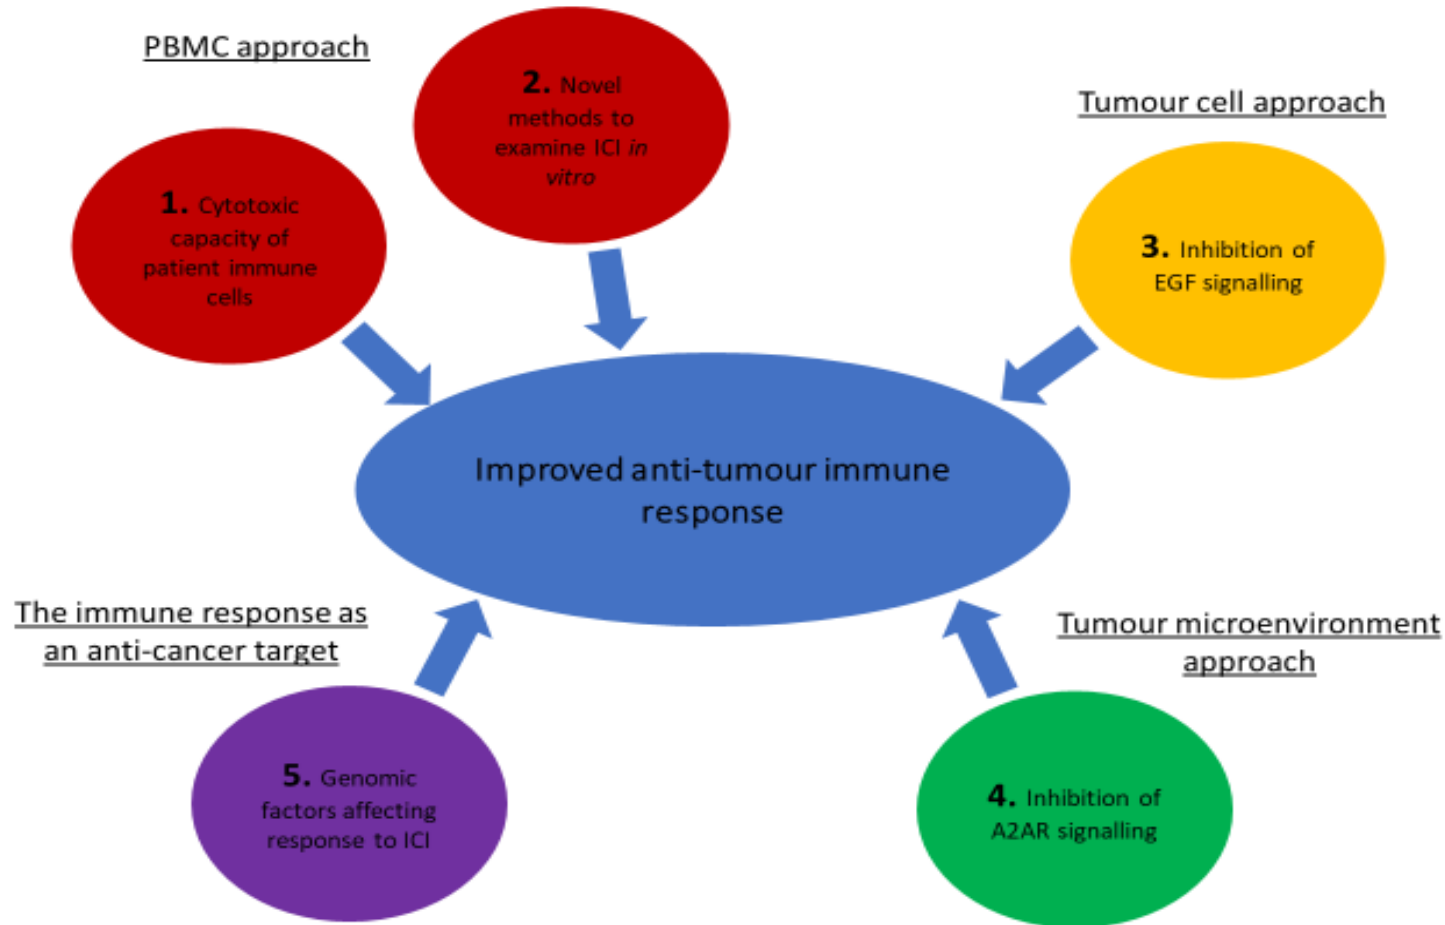 PBMC approach
1. Cytotoxic
capacity of
patient immune
cells
2. Novel
methods to
examine ICI in
vitro
Tumour cell approach
3. Inhibition of
EGF signalling
Improved anti-tumour immune
response
The immune response as
an anti-cancer target
5. Genomic
factors affecting
response to ICI
Tumour microenvironment
approach
4. Inhibition of
A2AR signalling